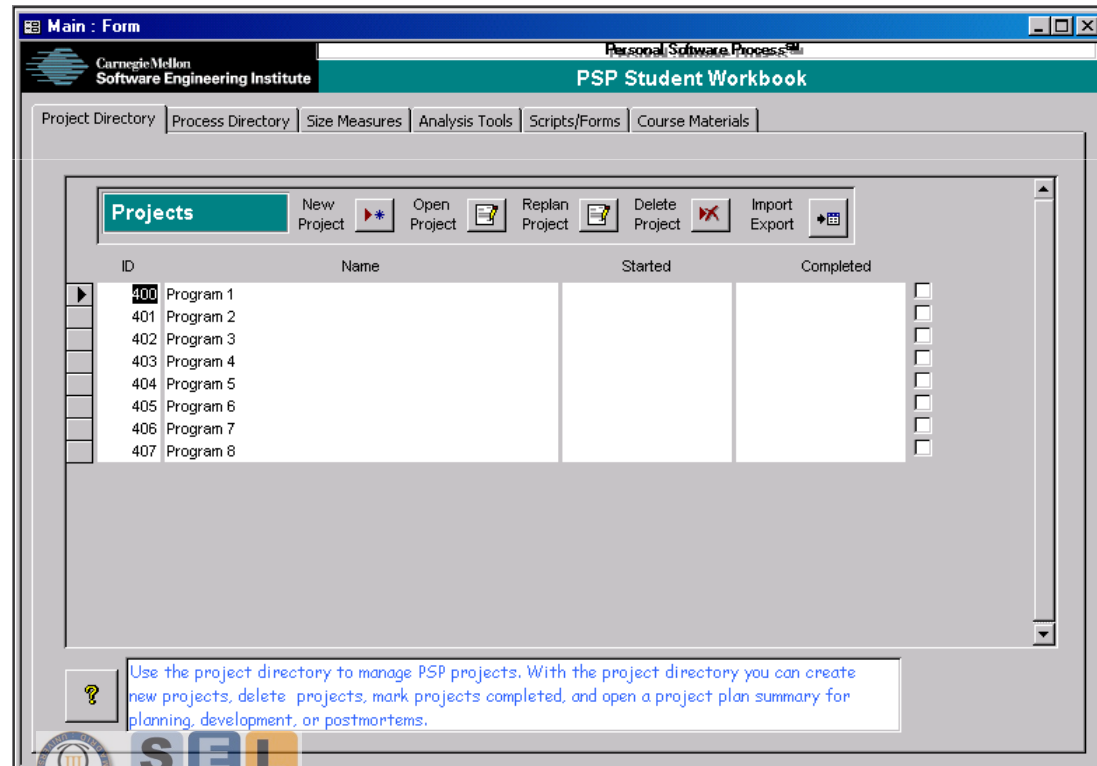 Main : Form
Personal Software Process SM
CarnegieMellon
Software Engineering Institute
PSP Student Workbook
Project Directory Process Directory Size Measures Analysis Tools Scripts/Forms Course Materials
Projects New Project Open Project Replan Project Delete Project Import Export
ID Name Started Completed
400 Program 1
401 Program 2
402 Program 3
403 Program 4
404 Program 5
405 Program 6
406 Program 7
407 Program 8
Use the project directory to manage PSP projects. With the project directory you can create
new projects, delete projects, mark projects completed, and open a project plan summary for
planning, development, or postmortems.
?
SEI